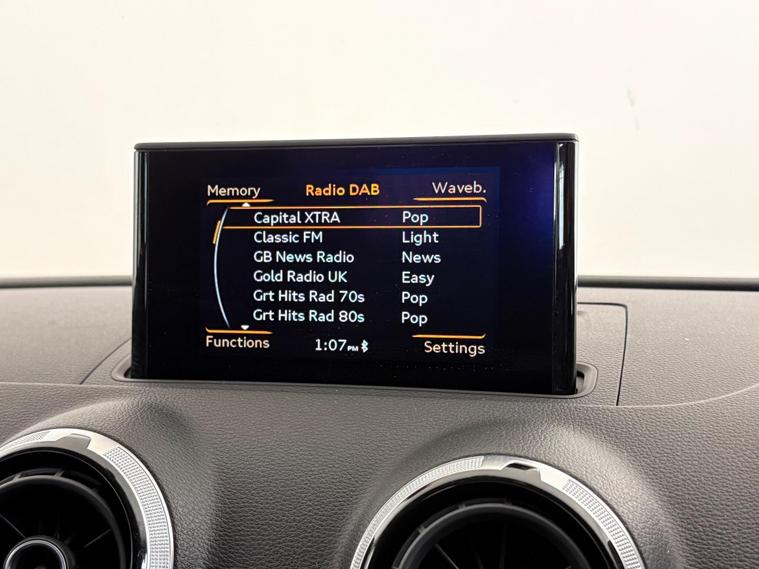 Memory Radio DAB Waveb.
Capital XTRA Pop
Classic FM Light
GB News Radio News
Gold Radio UK Easy
Grt Hits Rad 70s Pop
Grt Hits Rad 80s Pop
Functions 1:07PM Settings